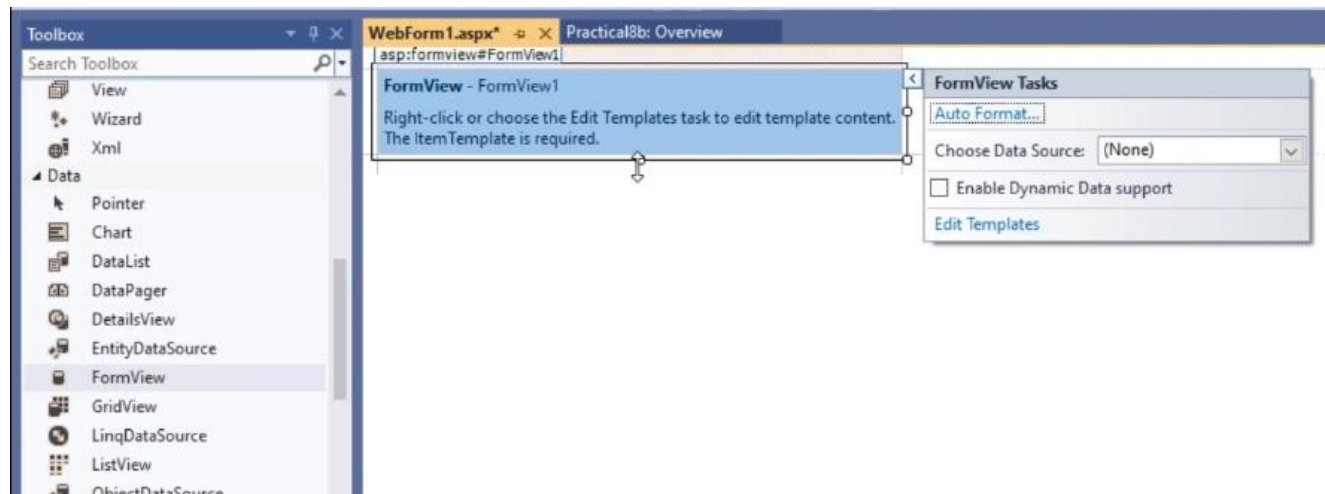 Toolbox
Search Toolbox
View
Wizard
Xml
Data
Pointer
Chart
DataList
DataPager
DetailsView
EntityDataSource
FormView
GridView
LinqDataSource
ListView
ObjectDataSource
WebForm1.aspx*
Practical8b: Overview
asp:formview#FormView1
FormView - FormView1
Right-click or choose the Edit Templates task to edit template content.
The ItemTemplate is required.
FormView Tasks
Auto Format...
Choose Data Source: (None)
Enable Dynamic Data support
Edit Templates